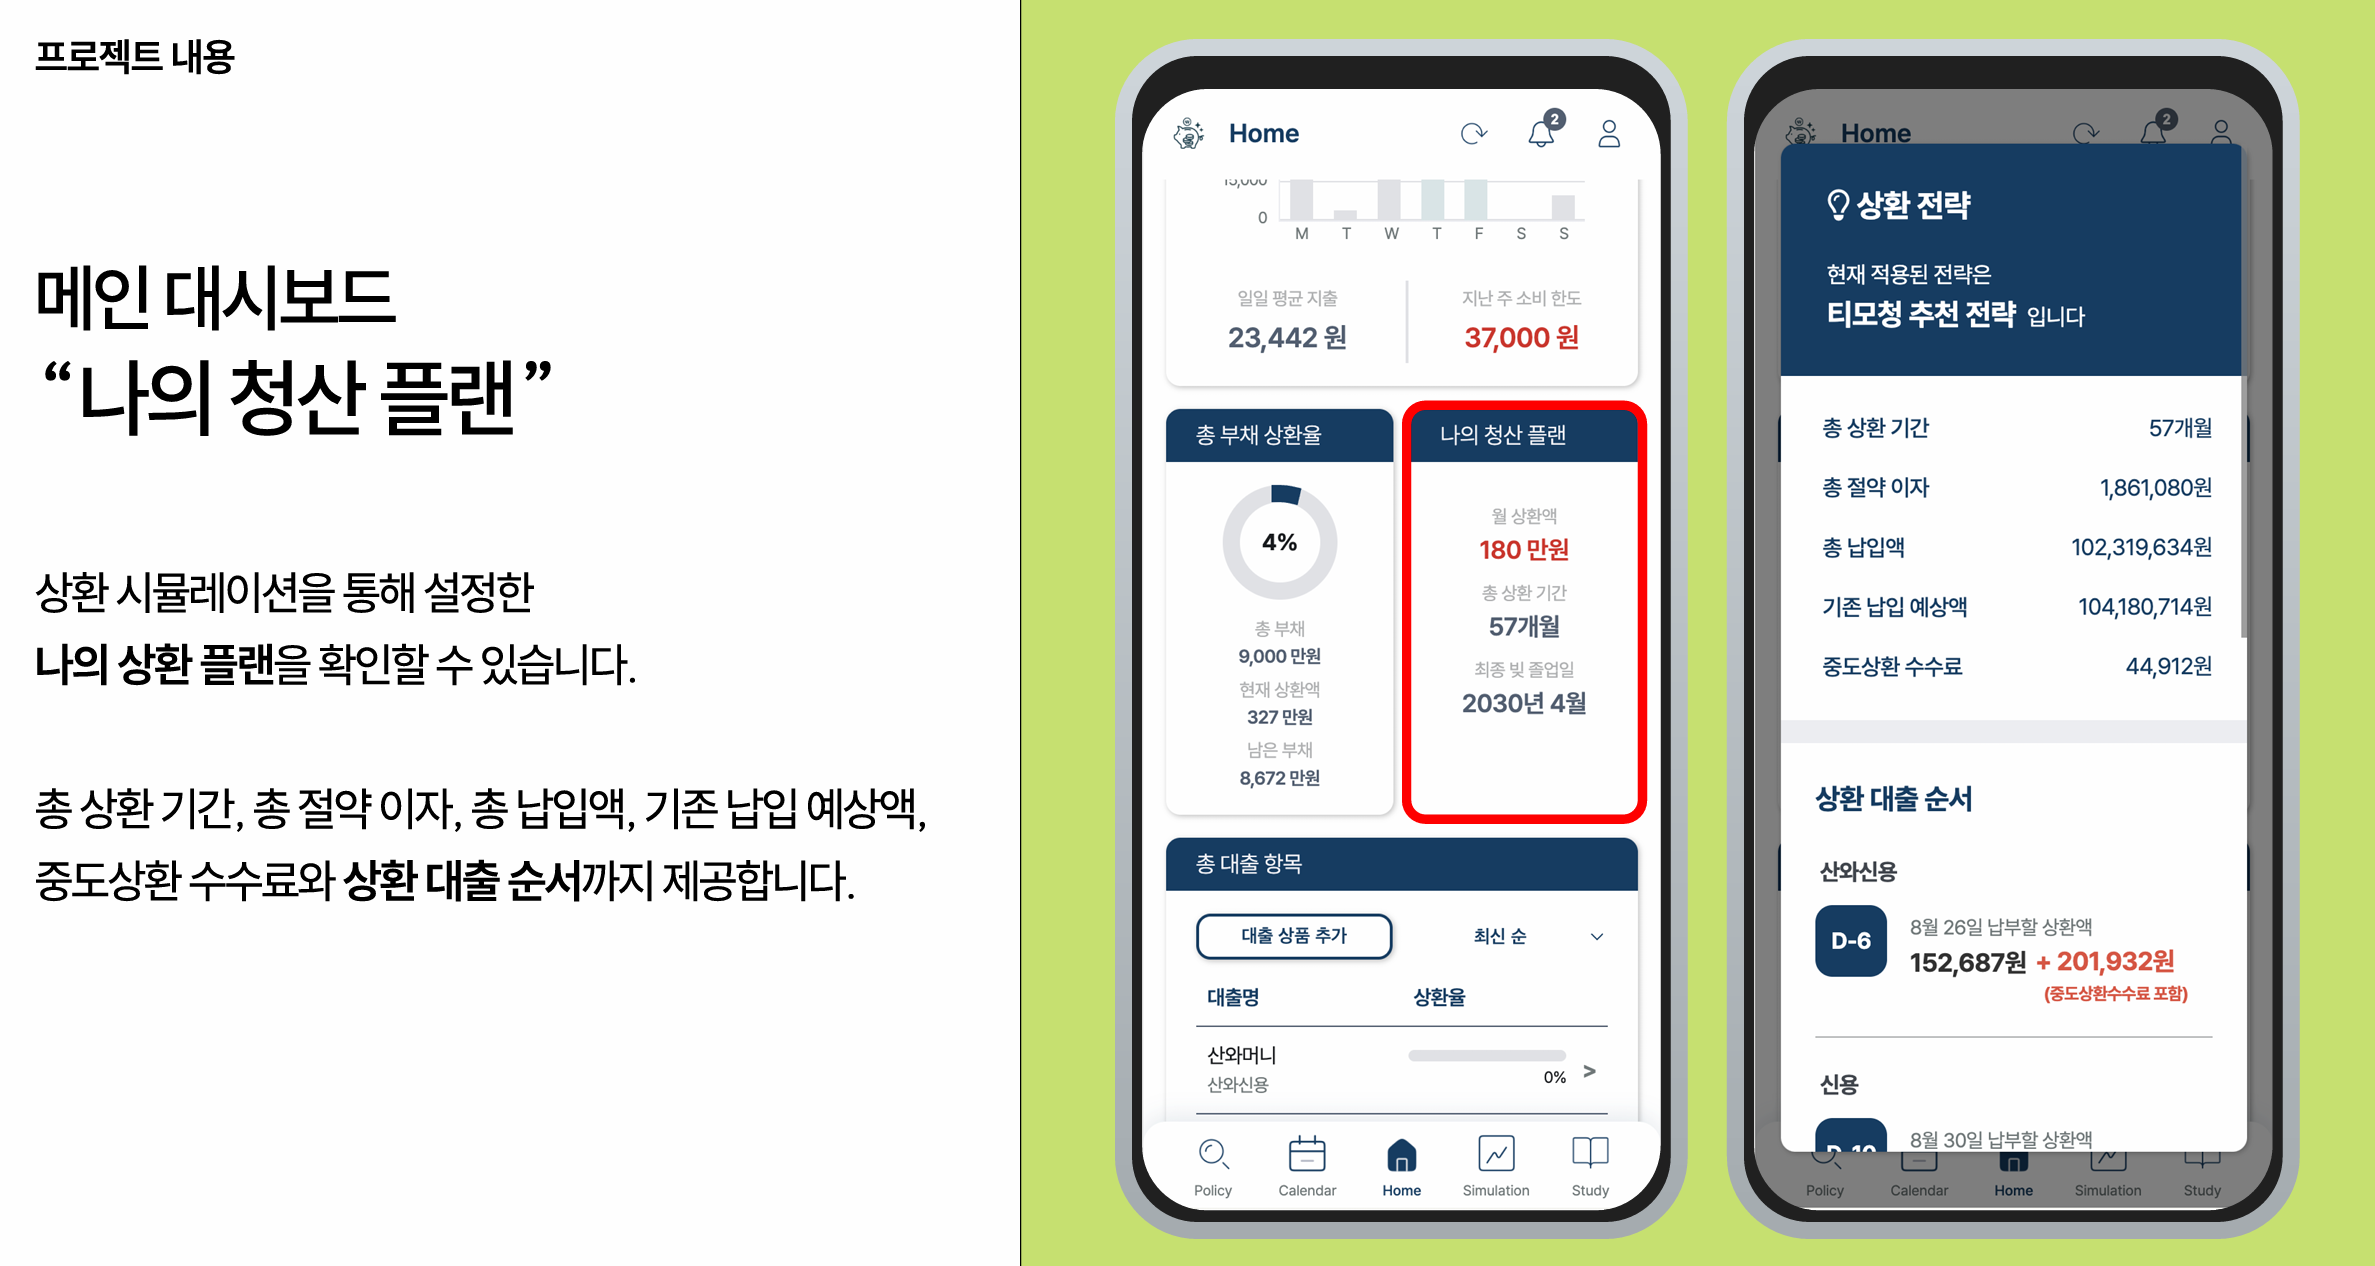 프로젝트 내용
메인 대시보드
“나의 청산 플랜”
상환 시뮬레이션을 통해 설정한
나의 상환 플랜을 확인할 수 있습니다.
총 상환 기간, 총 절약 이자, 총 납입액, 기존 납입 예상액,
중도상환 수수료와 상환 대출 순서까지 제공합니다.
Home
2
15,000
0
M T W T F S S
일일 평균 지출
23,442 원
지난 주 소비 한도
37,000 원
총 부채 상환율
4%
총 부채
9,000 만원
현재 상환액
327 만원
남은 부채
8,672 만원
나의 청산 플랜
월 상환액
180 만원
총 상환 기간
57개월
최종 빚 졸업일
2030년 4월
총 대출 항목
대출 상품 추가
최신 순
대출명 상환율
산와머니
산와신용
0% >
Policy Calendar Home Simulation Study
Home
2
상환 전략
현재 적용된 전략은
티모청 추천 전략 입니다
총 상환 기간 57개월
총 절약 이자 1,861,080원
총 납입액 102,319,634원
기존 납입 예상액 104,180,714원
중도상환 수수료 44,912원
상환 대출 순서
산와신용
D-6
8월 26일 납부할 상환액
152,687원 + 201,932원
(중도상환수수료 포함)
신용
D-10
8월 30일 납부할 상환액
Policy Calendar Home Simulation Study